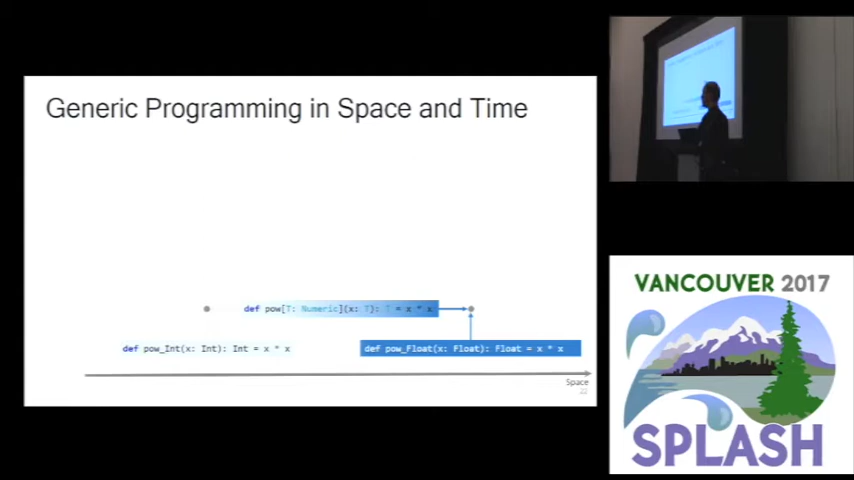 Generic Programming in Space and Time
def pow[T: Numeric](x: T): T = x * x
def pow_Int(x: Int): Int = x * x
def pow_Float(x: Float): Float = x * x
Space
22
VANCOUVER 2017
SPLASH